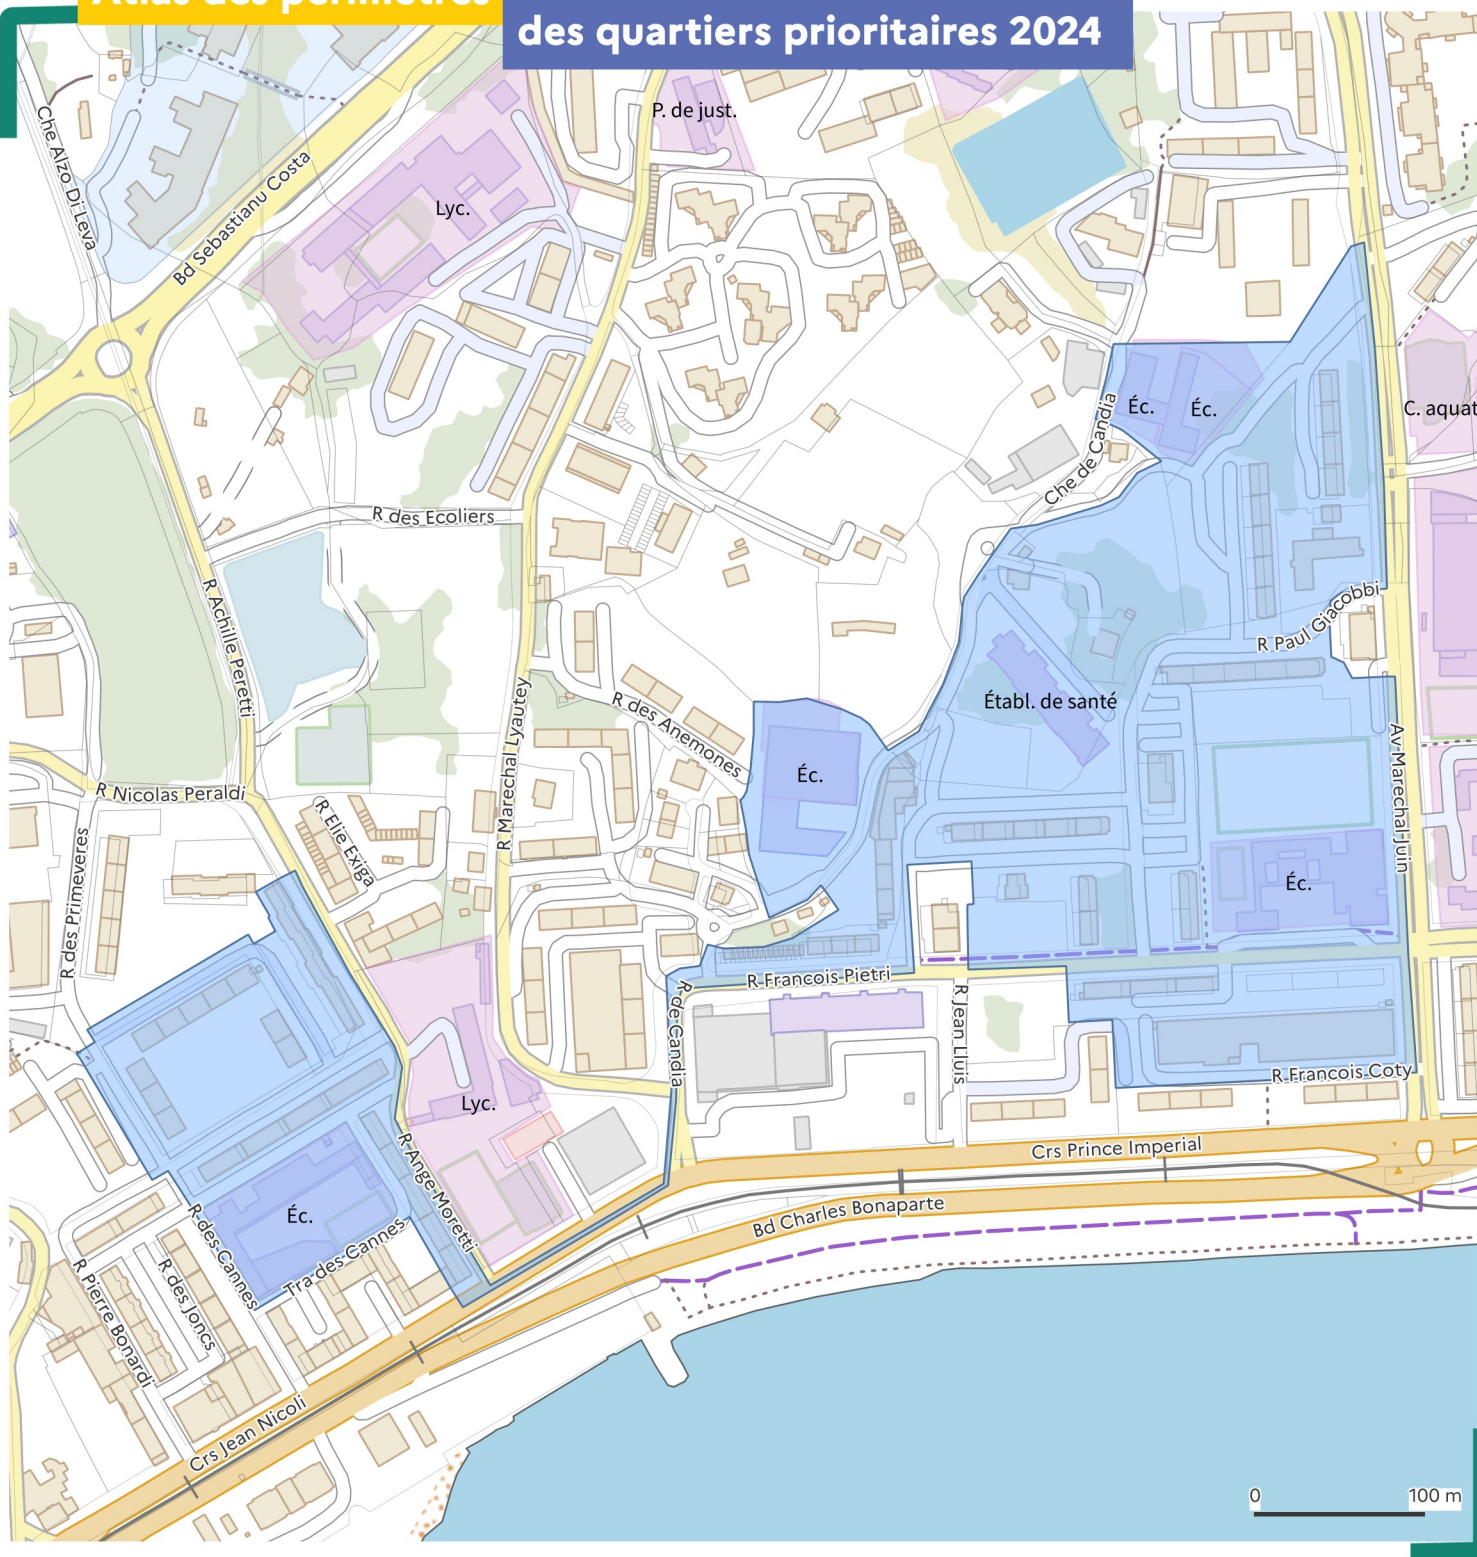 Atlas des périmètres
des quartiers prioritaires 2024
P. de just.
Che Alzo Di Leva
Bd Sebastianu Costa
Lyc.
Éc.
Éc.
C. aquat
Che de Candia
R des Ecoliers
R Achille Peretti
R Paul Giacobbi
R Marechal Lyautey
R des Anemones
Établ. de santé
Av Marechal Juin
Éc.
R Nicolas Peraldi
R Elie Exiga
R des Primeveres
Éc.
R Francois Pietri
R de Candia
R Jean Lluis
R Francois Coty
Lyc.
Crs Prince Imperial
R Ange Moretti
Bd Charles Bonaparte
Éc.
R des Cannes
Tra des Cannes
R des Joncs
R Pierre Bonardi
Crs Jean Nicoli
0 100 m